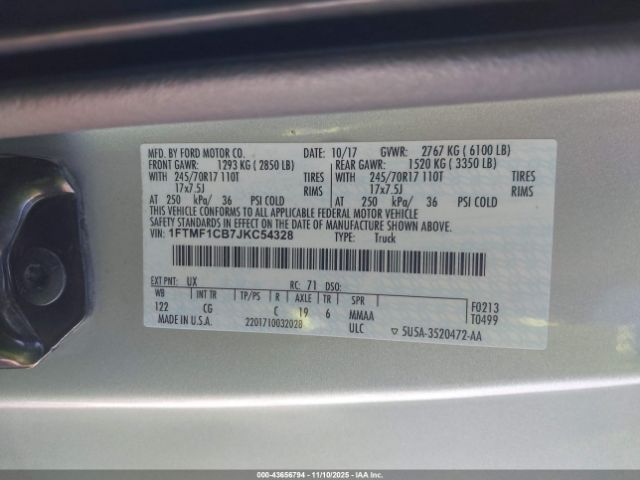 MFD. BY FORD MOTOR CO. DATE: 10/17 GVWR: 2767 KG ( 6100 LB)
FRONT GAWR: 1293 KG ( 2850 LB) REAR GAWR: 1520 KG ( 3350 LB)
WITH 245/70R17 110T TIRES WITH 245/70R17 110T TIRES
17x7.5J RIMS 17x7.5J RIMS
AT 250 kPa/ 36 PSI COLD AT 250 kPa/ 36 PSI COLD
THIS VEHICLE CONFORMS TO ALL APPLICABLE FEDERAL MOTOR VEHICLE
SAFETY STANDARDS IN EFFECT ON THE DATE OF MANUFACTURE SHOWN ABOVE.
VIN: 1FTMF1CB7JKC54328 TYPE: Truck
EXT PNT: UX RC: 71 DSO:
WB INT TR TP/PS R AXLE TR SPR F0213
122 CG C 19 6 MMAA T0499
MADE IN U.S.A. 2201710032028 ULC ▽ 5U5A-3520472-AA
000-43656794 - 11/10/2025 - IAAI.COM